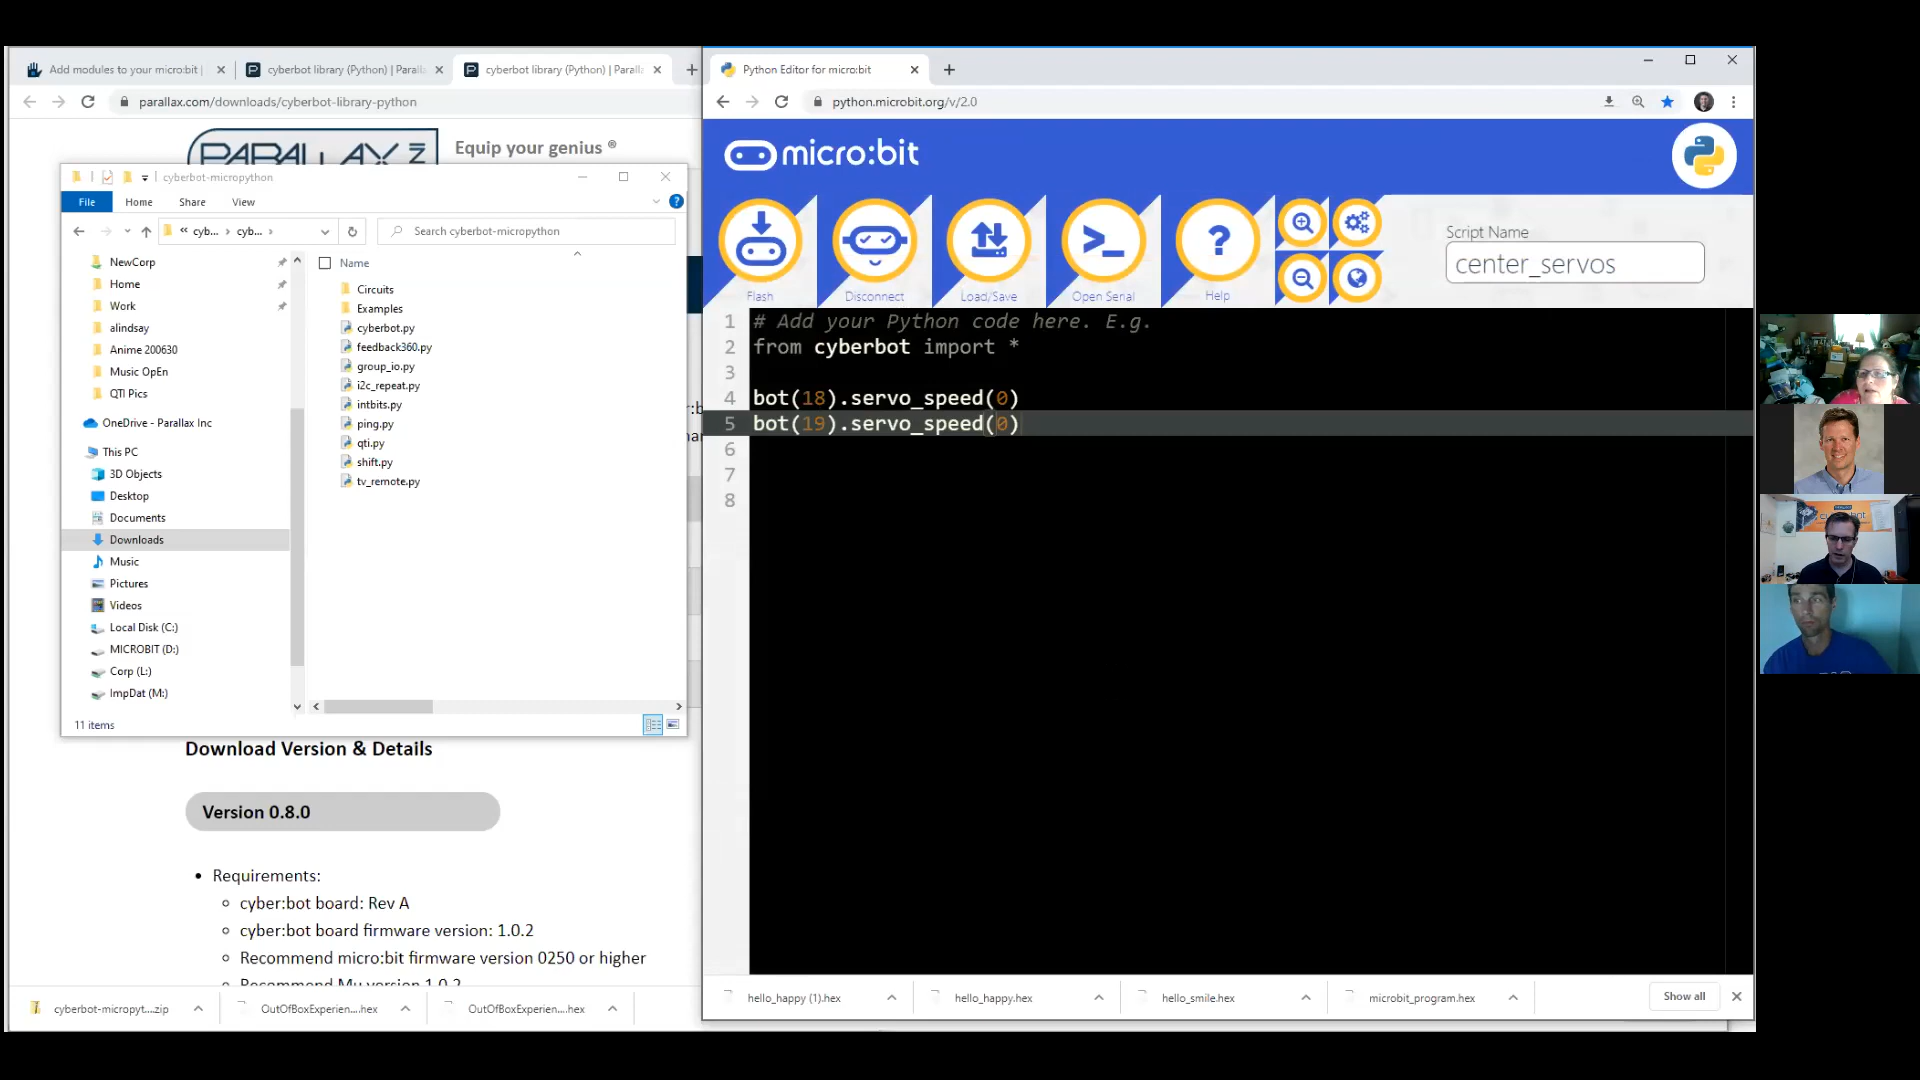 Add modules to your micro:bit |
cyberbot library (Python) | Paralla
cyberbot library (Python) | Paralla
parallax.com/downloads/cyberbot-library-python
PARALLAX
Equip your genius ®
cyberbot-micropython
File
Home
Share
View
« cyb... › cyb... ›
Search cyberbot-micropython
NewCorp
Home
Work
alindsay
Anime 200630
Music OpEn
QTI Pics
OneDrive - Parallax Inc
This PC
3D Objects
Desktop
Documents
Downloads
Music
Pictures
Videos
Local Disk (C:)
MICROBIT (D:)
Corp (L:)
ImpDat (M:)
Name
Circuits
Examples
cyberbot.py
feedback360.py
group_io.py
i2c_repeat.py
intbits.py
ping.py
qti.py
shift.py
tv_remote.py
11 items
Download Version & Details
Version 0.8.0
Requirements:
cyber:bot board: Rev A
cyber:bot board firmware version: 1.0.2
Recommend micro:bit firmware version 0250 or higher
Recommend Mu version 1.0.2
cyberbot-micropyt....zip
OutOfBoxExperien....hex
OutOfBoxExperien....hex
Python Editor for micro:bit
python.microbit.org/v/2.0
micro:bit
Flash
Disconnect
Load/Save
Open Serial
Help
Script Name
center_servos
1 # Add your Python code here. E.g.
2 from cyberbot import *
3
4 bot(18).servo_speed(0)
5 bot(19).servo_speed(0)
6
7
8
hello_happy (1).hex
hello_happy.hex
hello_smile.hex
microbit_program.hex
Show all